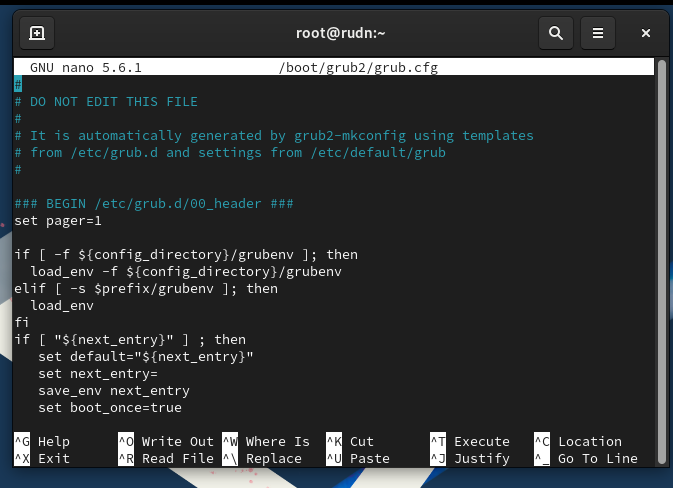 root@rudn:~
GNU nano 5.6.1 /boot/grub2/grub.cfg
#
# DO NOT EDIT THIS FILE
#
# It is automatically generated by grub2-mkconfig using templates
# from /etc/grub.d and settings from /etc/default/grub
#
### BEGIN /etc/grub.d/00_header ###
set pager=1
if [ -f ${config_directory}/grubenv ]; then
  load_env -f ${config_directory}/grubenv
elif [ -s $prefix/grubenv ]; then
  load_env
fi
if [ "${next_entry}" ] ; then
   set default="${next_entry}"
   set next_entry=
   save_env next_entry
   set boot_once=true
^G Help ^O Write Out ^W Where Is ^K Cut ^T Execute ^C Location
^X Exit ^R Read File ^\ Replace ^U Paste ^J Justify ^_ Go To Line